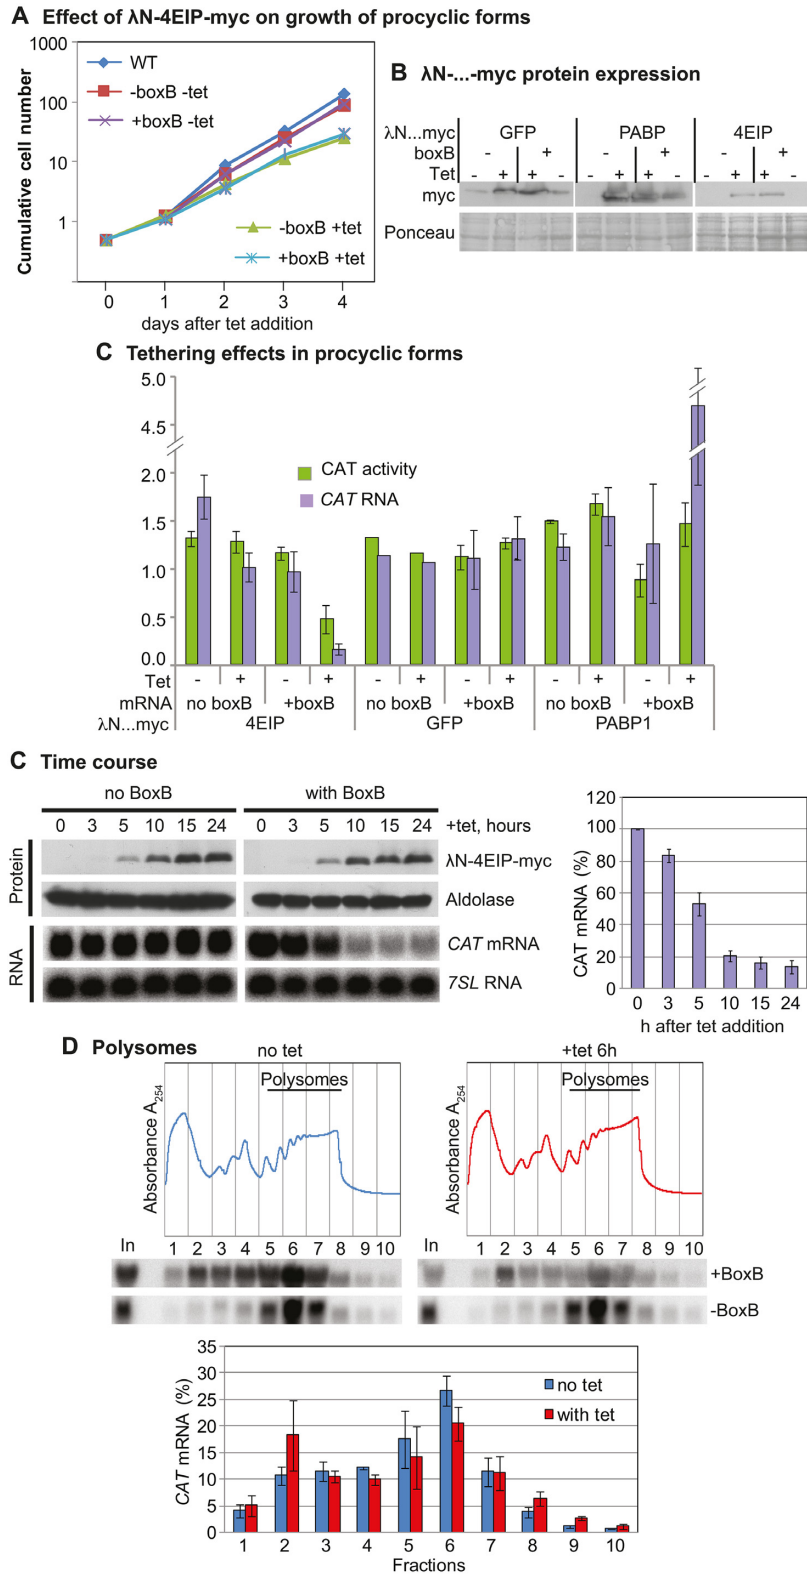 A Effect of λN-4EIP-myc on growth of procyclic forms
Cumulative cell number
1000
100
10
1
WT
-boxB -tet
+boxB -tet
-boxB +tet
+boxB +tet
0 1 2 3 4
days after tet addition
B λN-...-myc protein expression
λN...myc GFP PABP 4EIP
boxB - + - + - +
Tet - + + - - + + - - + + -
myc
Ponceau
C Tethering effects in procyclic forms
5.0
4.5
2.0
1.5
1.0
0.5
0.0
CAT activity
CAT RNA
Tet - + - + - + - + - + - +
mRNA no boxB +boxB no boxB +boxB no boxB +boxB
λN...myc 4EIP GFP PABP1
C Time course
no BoxB with BoxB
0 3 5 10 15 24 0 3 5 10 15 24 +tet, hours
Protein
λN-4EIP-myc
Aldolase
RNA
CAT mRNA
7SL RNA
CAT mRNA (%)
120
100
80
60
40
20
0
0 3 5 10 15 24
h after tet addition
D Polysomes
no tet +tet 6h
Absorbance A254
Polysomes
Absorbance A254
Polysomes
In 1 2 3 4 5 6 7 8 9 10 In 1 2 3 4 5 6 7 8 9 10
+BoxB
-BoxB
CAT mRNA (%)
35
30
25
20
15
10
5
0
no tet
with tet
1 2 3 4 5 6 7 8 9 10
Fractions